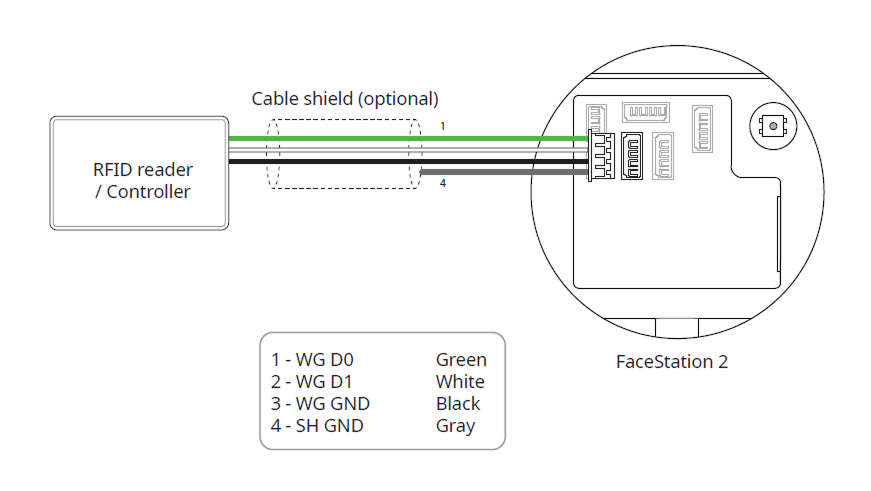 Cable shield (optional)
1
RFID reader
/ Controller
4
FaceStation 2
1 - WG D0 Green
2 - WG D1 White
3 - WG GND Black
4 - SH GND Gray